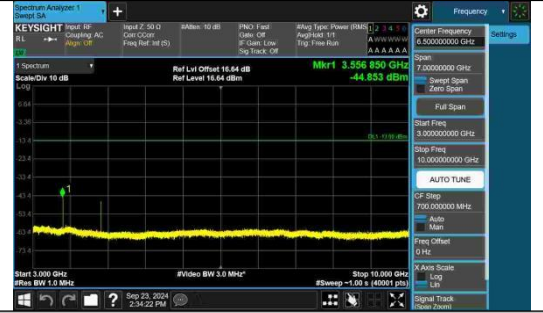 Spectrum Analyzer 1
Swept SA
Frequency
KEYSIGHT
RL
Input: RF
Coupling: AC
Align: Off
Input Z: 50 Ω
Corr CCorr
Freq Ref: Int (S)
#Atten: 10 dB
PNO: Fast
Gate: Off
IF Gain: Low
Sig Track: Off
#Avg Type: Power (RMS)
Avg|Hold: 1/1
Trig: Free Run
1 2 3 4 5 6
A W W W W W
A A A A A A
1 Spectrum
Scale/Div 10 dB
Log
Ref Lvl Offset 16.64 dB
Ref Level 16.64 dBm
Mkr1 3.556 850 GHz
-44.853 dBm
6.64
-3.36
-13.4
-23.4
-33.4
-43.4
-53.4
-63.4
-73.4
DL1 -13.00 dBm
1
Start 3.000 GHz
#Res BW 1.0 MHz
#Video BW 3.0 MHz*
Stop 10.000 GHz
#Sweep ~1.00 s (40001 pts)
Sep 23, 2024
2:34:22 PM
Center Frequency
6.500000000 GHz
Settings
Span
7.00000000 GHz
Swept Span
Zero Span
Full Span
Start Freq
3.000000000 GHz
Stop Freq
10.000000000 GHz
AUTO TUNE
CF Step
700.000000 MHz
Auto
Man
Freq Offset
0 Hz
X Axis Scale
Log
Lin
Signal Track
(Span Zoom)